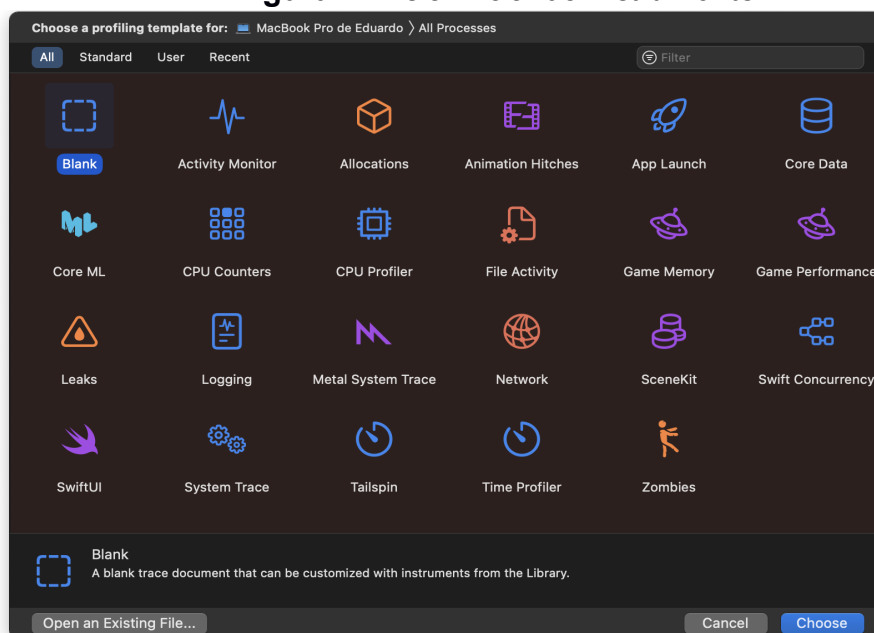 Choose a profiling template for: MacBook Pro de Eduardo 〉 All Processes
All Standard User Recent Filter
Blank Activity Monitor Allocations Animation Hitches App Launch Core Data
Core ML CPU Counters CPU Profiler File Activity Game Memory Game Performance
Leaks Logging Metal System Trace Network SceneKit Swift Concurrency
SwiftUI System Trace Tailspin Time Profiler Zombies
Blank
A blank trace document that can be customized with instruments from the Library.
Open an Existing File... Cancel Choose